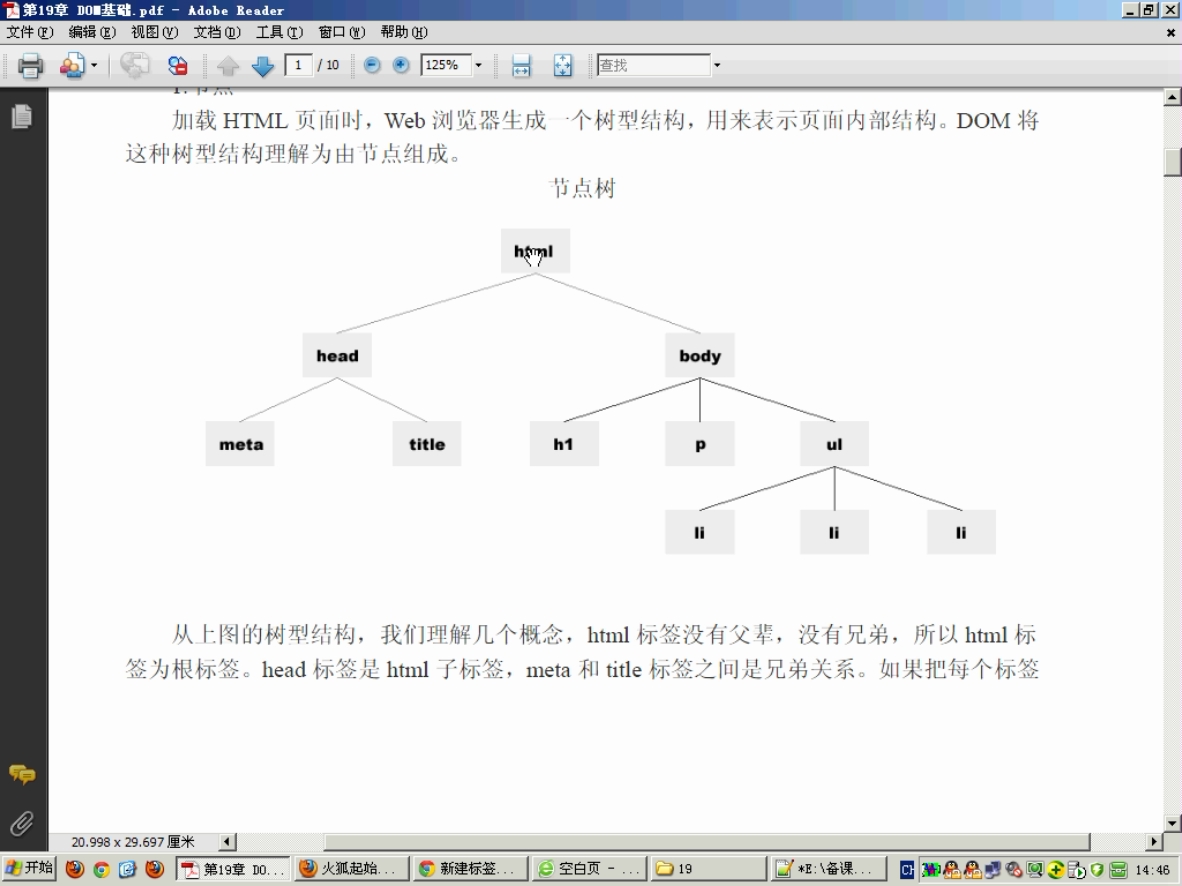 第19章 DOM基础.pdf - Adobe Reader
文件(F) 编辑(E) 视图(V) 文档(D) 工具(T) 窗口(W) 帮助(H)
1 / 10 125% 查找
1. 节点
加载 HTML 页面时，Web 浏览器生成一个树型结构，用来表示页面内部结构。DOM 将
这种树型结构理解为由节点组成。
节点树
html
head body
meta title h1 p ul
li li li
从上图的树型结构，我们理解几个概念，html 标签没有父辈，没有兄弟，所以 html 标
签为根标签。head 标签是 html 子标签，meta 和 title 标签之间是兄弟关系。如果把每个标签
20.998 x 29.697 厘米
开始 第19章 DO... 火狐起始... 新建标签... 空白页 - ... 19 *E:\备课... CH 14:46